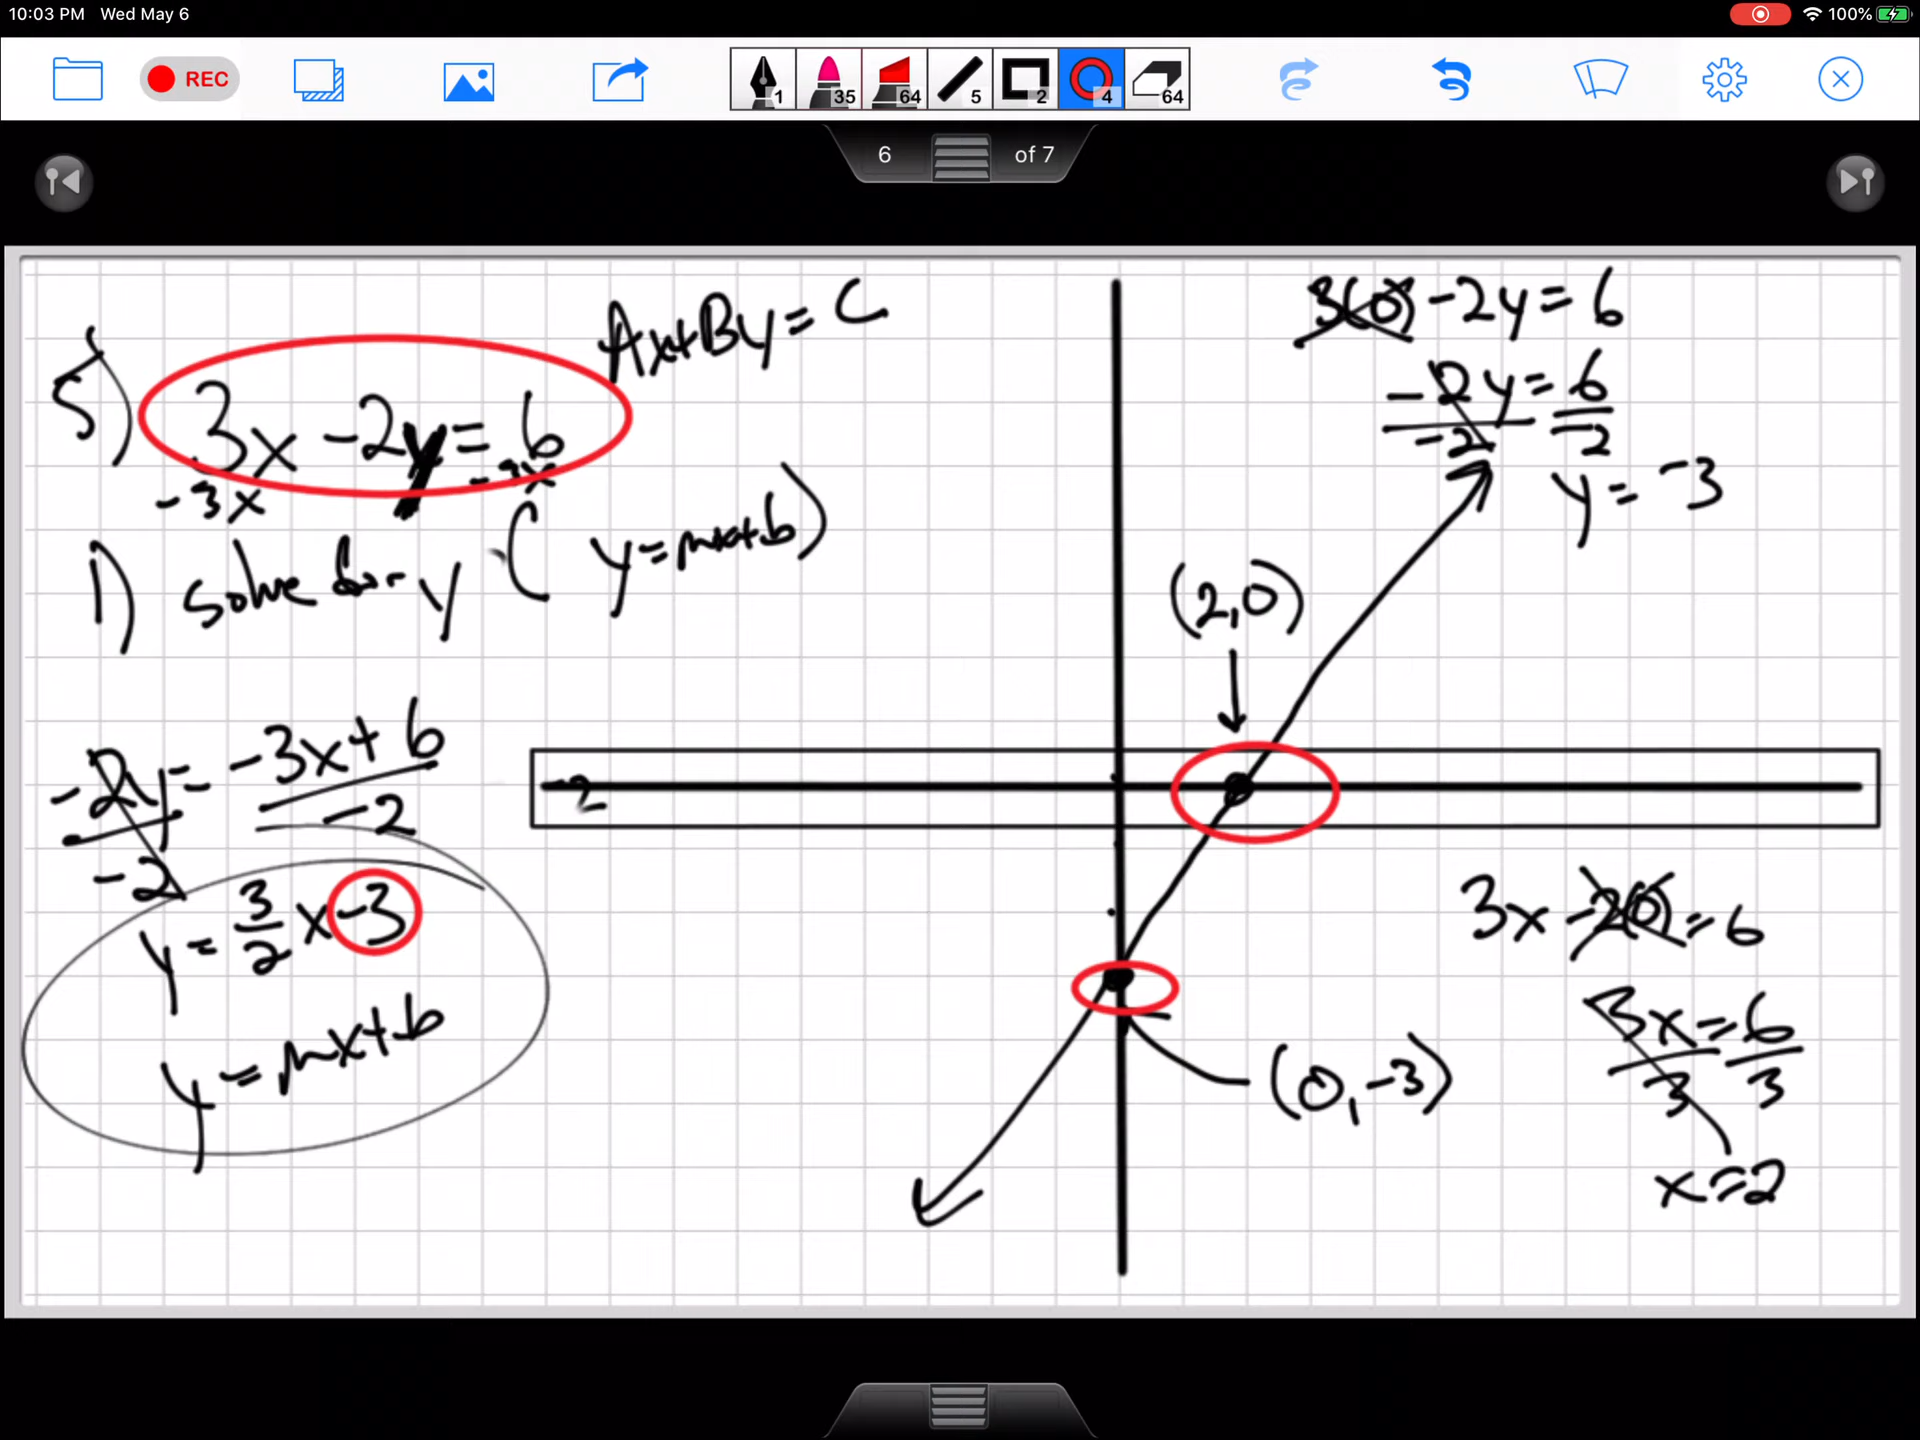 10:03 PM Wed May 6
100%
REC
1 35 64 5 2 4 64
6 of 7
5)
3x -2y = 6
-3x -3x
Ax+By = C
1) solve for y ( y=mx+b)
-2y = -3x + 6
-2 -2
y = 3/2 x -3
y = mx+b
-2
(2,0)
(0, -3)
3(0) -2y = 6
-2y = 6
-2 -2
y = -3
3x -2(0) = 6
3x = 6
3 3
x = 2